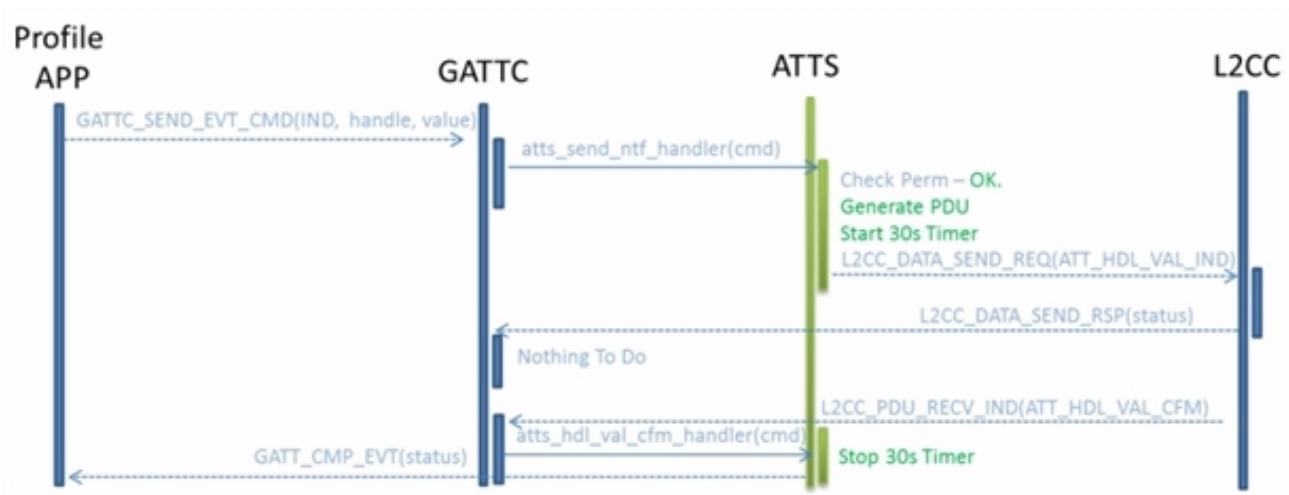 Profile
APP
GATTC
ATTS
L2CC
GATTC_SEND_EVT_CMD(IND, handle, value)
atts_send_ntf_handler(cmd)
Check Perm – OK.
Generate PDU
Start 30s Timer
L2CC_DATA_SEND_REQ(ATT_HDL_VAL_IND)
L2CC_DATA_SEND_RSP(status)
Nothing To Do
L2CC_PDU_RECV_IND(ATT_HDL_VAL_CFM)
atts_hdl_val_cfm_handler(cmd)
GATT_CMP_EVT(status)
Stop 30s Timer